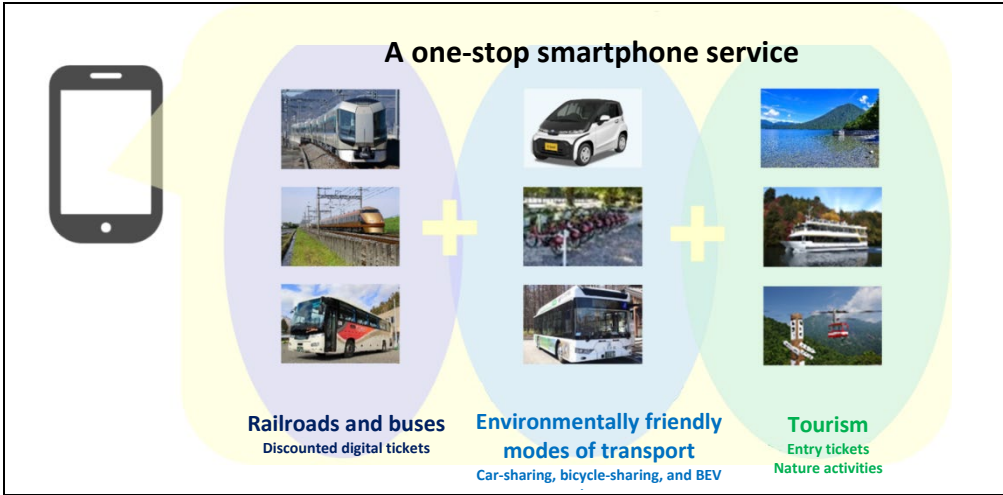 A one-stop smartphone service
Railroads and buses
Discounted digital tickets
Environmentally friendly
modes of transport
Car-sharing, bicycle-sharing, and BEV
Tourism
Entry tickets
Nature activities